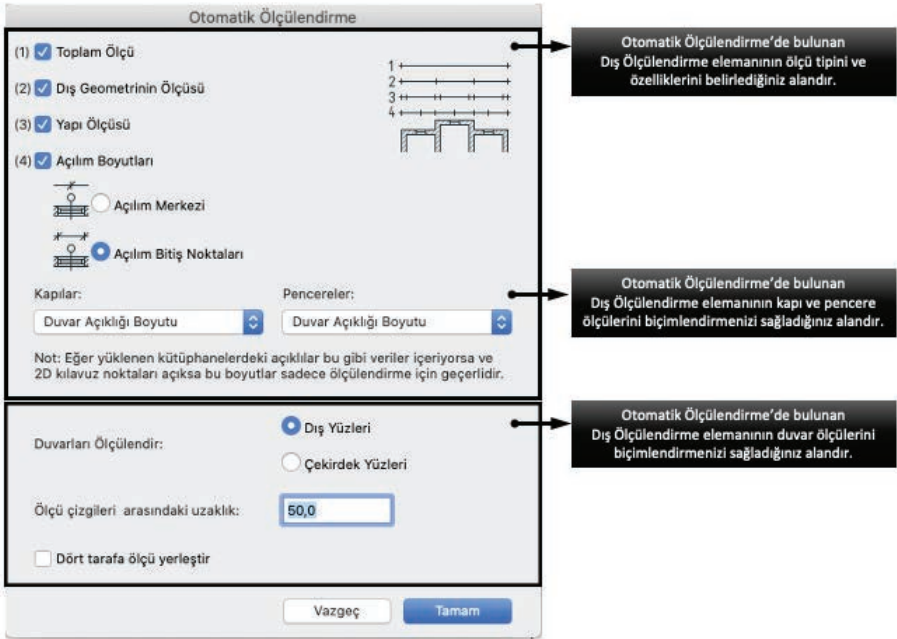 Otomatik Ölçülendirme
(1) Toplam Ölçü
(2) Dış Geometrinin Ölçüsü
(3) Yapı Ölçüsü
(4) Açılım Boyutları
1
2
3
4
Açılım Merkezi
Açılım Bitiş Noktaları
Kapılar:
Pencereler:
Duvar Açıklığı Boyutu
Duvar Açıklığı Boyutu
Not: Eğer yüklenen kütüphanelerdeki açıklılar bu gibi veriler içeriyorsa ve
2D kılavuz noktaları açıksa bu boyutlar sadece ölçülendirme için geçerlidir.
Duvarları Ölçülendir:
Dış Yüzleri
Çekirdek Yüzleri
Ölçü çizgileri arasındaki uzaklık:
50,0
Dört tarafa ölçü yerleştir
Vazgeç
Tamam
Otomatik Ölçülendirme’de bulunan
Dış Ölçülendirme elemanının ölçü tipini ve
özelliklerini belirlediğiniz alandır.
Otomatik Ölçülendirme’de bulunan
Dış Ölçülendirme elemanının kapı ve pencere
ölçülerini biçimlendirmenizi sağladığınız alandır.
Otomatik Ölçülendirme’de bulunan
Dış Ölçülendirme elemanının duvar ölçülerini
biçimlendirmenizi sağladığınız alandır.